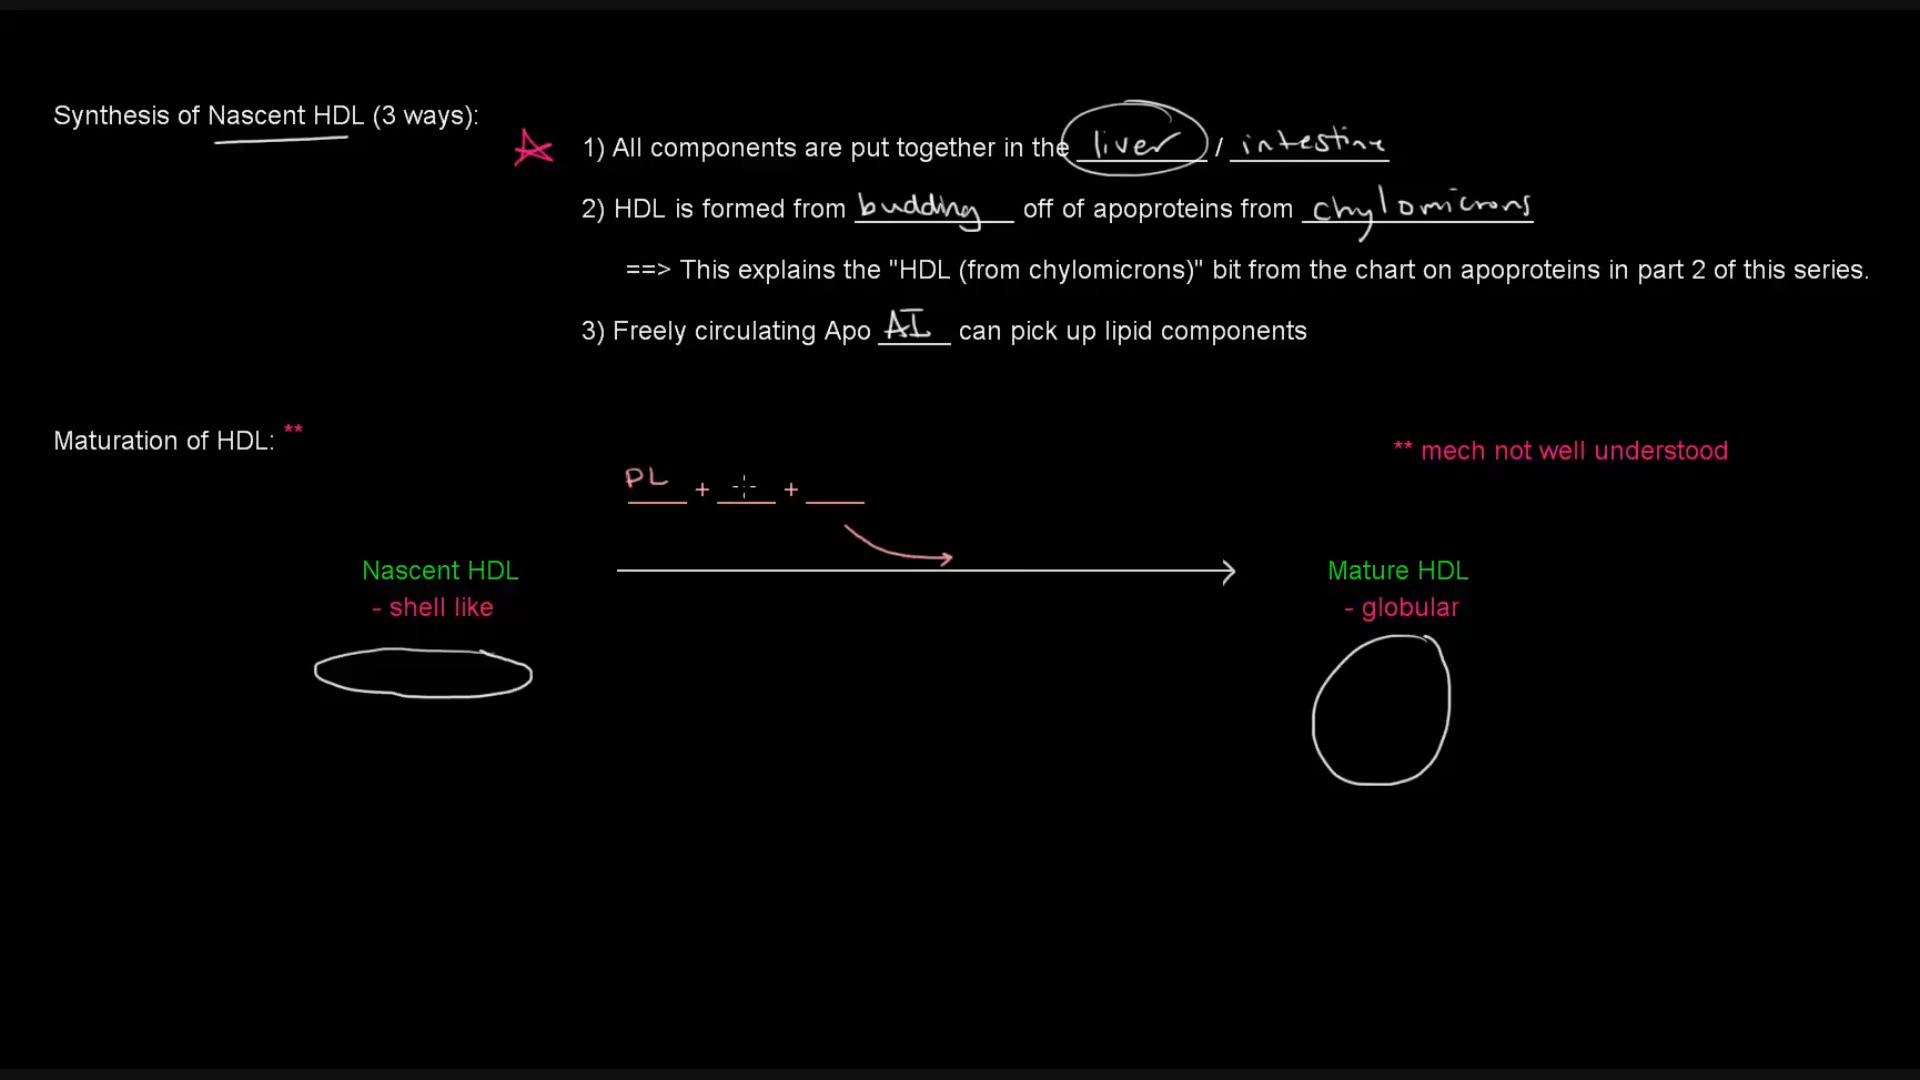 Synthesis of Nascent HDL (3 ways):
1) All components are put together in the liver / intestine
2) HDL is formed from budding off of apoproteins from chylomicrons
==> This explains the "HDL (from chylomicrons)" bit from the chart on apoproteins in part 2 of this series.
3) Freely circulating Apo AI can pick up lipid components
Maturation of HDL: **
** mech not well understood
PL + ___ + ___
Nascent HDL
- shell like
Mature HDL
- globular